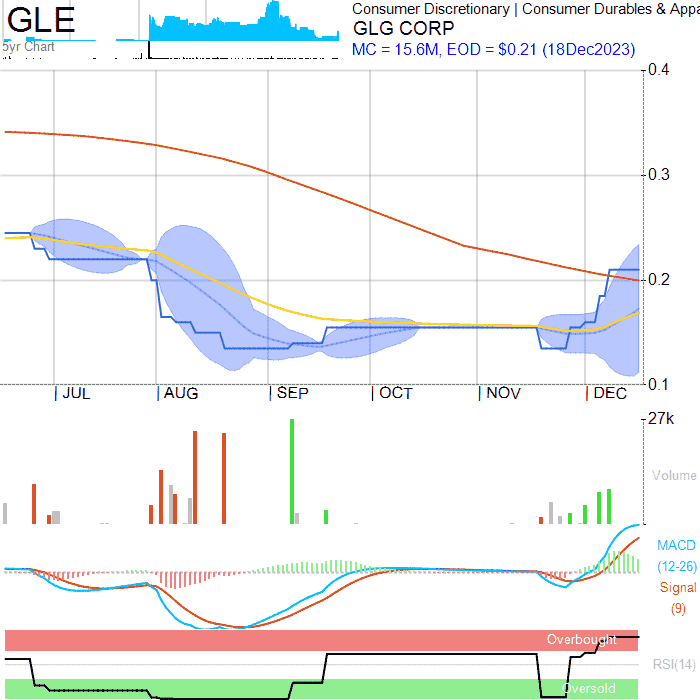 GLE
5yr Chart
Consumer Discretionary | Consumer Durables & Appa
GLG CORP
MC = 15.6M, EOD = $0.21 (18Dec2023)
0.4
0.3
0.2
0.1
JUL
AUG
SEP
OCT
NOV
DEC
27k
Volume
MACD
(12-26)
Signal
(9)
Overbought
RSI(14)
Oversold